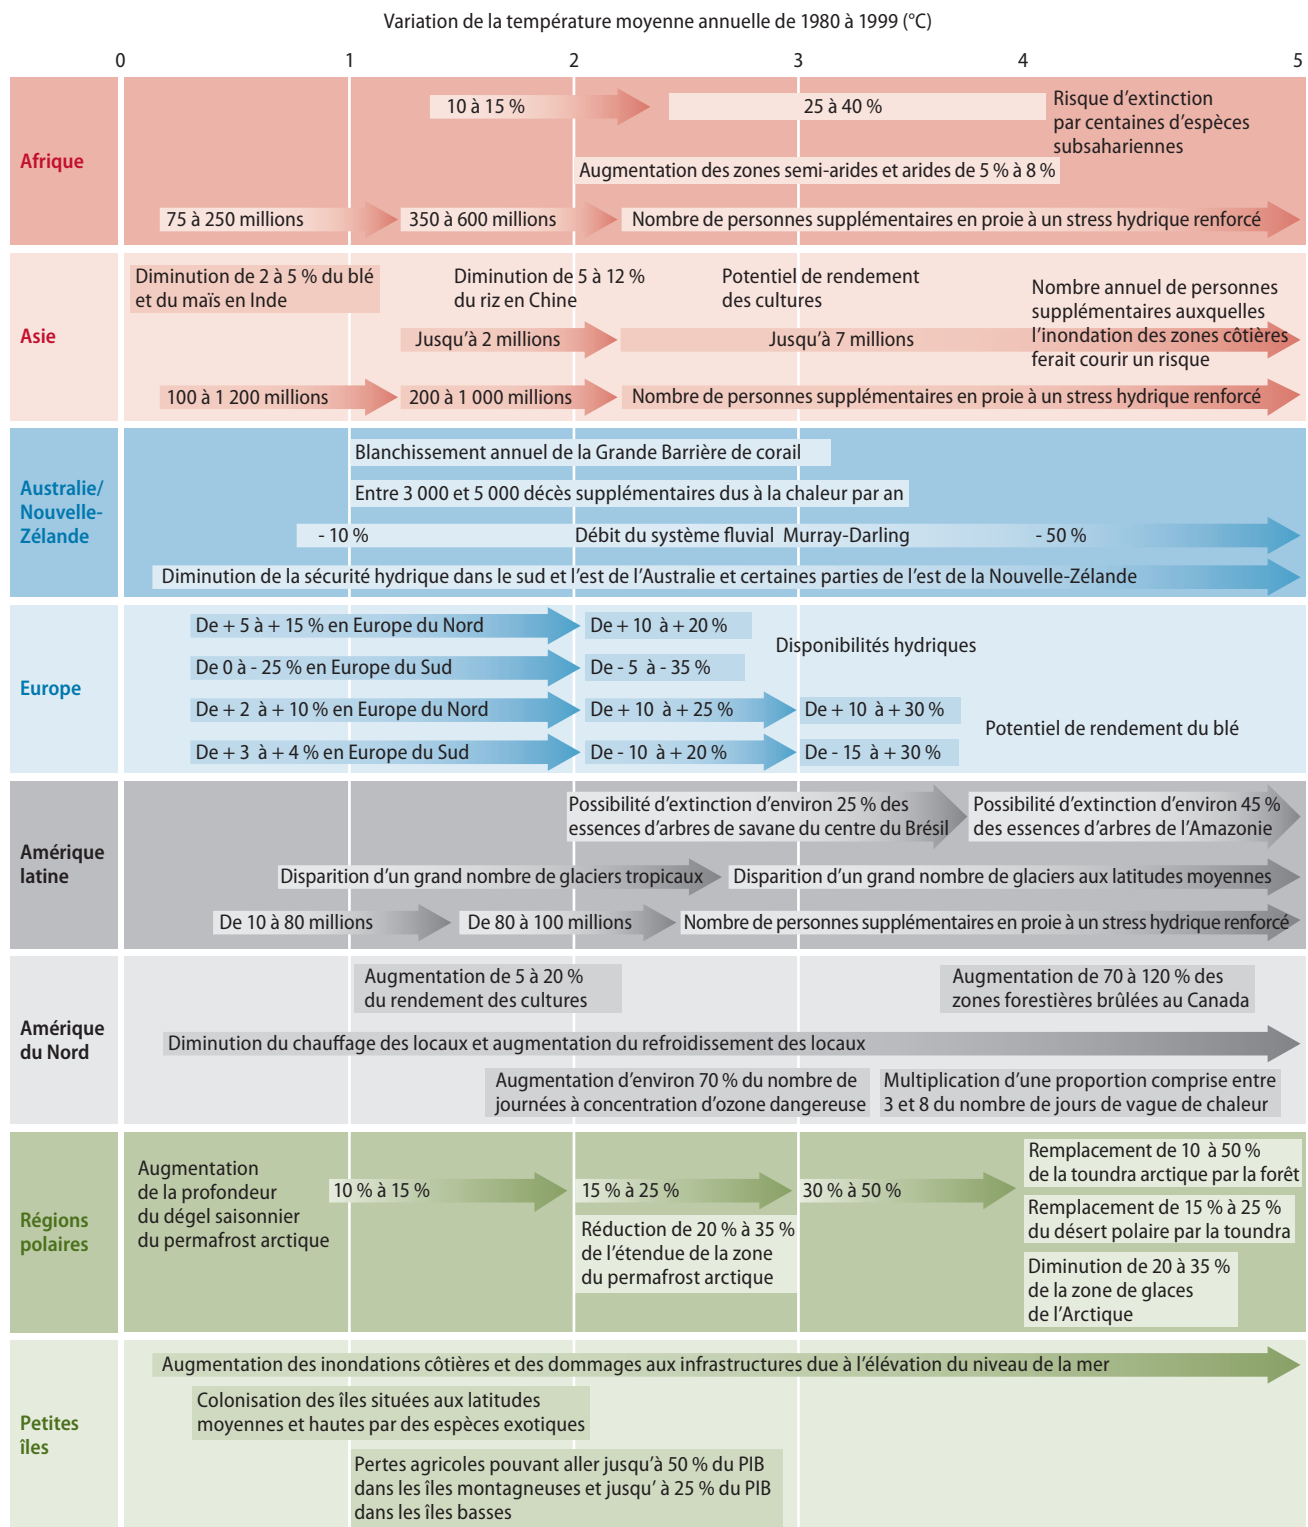 Variation de la température moyenne annuelle de 1980 à 1999 (°C)
0 1 2 3 4 5
Afrique
10 à 15 %
25 à 40 %
Risque d'extinction
par centaines d'espèces
subsahariennes
Augmentation des zones semi-arides et arides de 5 % à 8 %
75 à 250 millions
350 à 600 millions
Nombre de personnes supplémentaires en proie à un stress hydrique renforcé
Asie
Diminution de 2 à 5 % du blé
et du maïs en Inde
Diminution de 5 à 12 %
du riz en Chine
Potentiel de rendement
des cultures
Nombre annuel de personnes
supplémentaires auxquelles
l'inondation des zones côtières
ferait courir un risque
Jusqu'à 2 millions
Jusqu'à 7 millions
100 à 1 200 millions
200 à 1 000 millions
Nombre de personnes supplémentaires en proie à un stress hydrique renforcé
Australie/
Nouvelle-
Zélande
Blanchissement annuel de la Grande Barrière de corail
Entre 3 000 et 5 000 décès supplémentaires dus à la chaleur par an
- 10 %
Débit du système fluvial Murray-Darling
- 50 %
Diminution de la sécurité hydrique dans le sud et l'est de l'Australie et certaines parties de l'est de la Nouvelle-Zélande
Europe
De + 5 à + 15 % en Europe du Nord
De + 10 à + 20 %
Disponibilités hydriques
De 0 à - 25 % en Europe du Sud
De - 5 à - 35 %
De + 2 à + 10 % en Europe du Nord
De + 10 à + 25 %
De + 10 à + 30 %
Potentiel de rendement du blé
De + 3 à + 4 % en Europe du Sud
De - 10 à + 20 %
De - 15 à + 30 %
Amérique
latine
Possibilité d'extinction d'environ 25 % des
essences d'arbres de savane du centre du Brésil
Possibilité d'extinction d'environ 45 %
des essences d'arbres de l'Amazonie
Disparition d'un grand nombre de glaciers tropicaux
Disparition d'un grand nombre de glaciers aux latitudes moyennes
De 10 à 80 millions
De 80 à 100 millions
Nombre de personnes supplémentaires en proie à un stress hydrique renforcé
Amérique
du Nord
Augmentation de 5 à 20 %
du rendement des cultures
Augmentation de 70 à 120 % des
zones forestières brûlées au Canada
Diminution du chauffage des locaux et augmentation du refroidissement des locaux
Augmentation d'environ 70 % du nombre de
journées à concentration d'ozone dangereuse
Multiplication d'une proportion comprise entre
3 et 8 du nombre de jours de vague de chaleur
Régions
polaires
Augmentation
de la profondeur
du dégel saisonnier
du permafrost arctique
10 % à 15 %
15 % à 25 %
30 % à 50 %
Réduction de 20 % à 35 %
de l'étendue de la zone
du permafrost arctique
Remplacement de 10 à 50 %
de la toundra arctique par la forêt
Remplacement de 15 % à 25 %
du désert polaire par la toundra
Diminution de 20 à 35 %
de la zone de glaces
de l'Arctique
Petites
îles
Augmentation des inondations côtières et des dommages aux infrastructures due à l'élévation du niveau de la mer
Colonisation des îles situées aux latitudes
moyennes et hautes par des espèces exotiques
Pertes agricoles pouvant aller jusqu'à 50 % du PIB
dans les îles montagneuses et jusqu' à 25 % du PIB
dans les îles basses